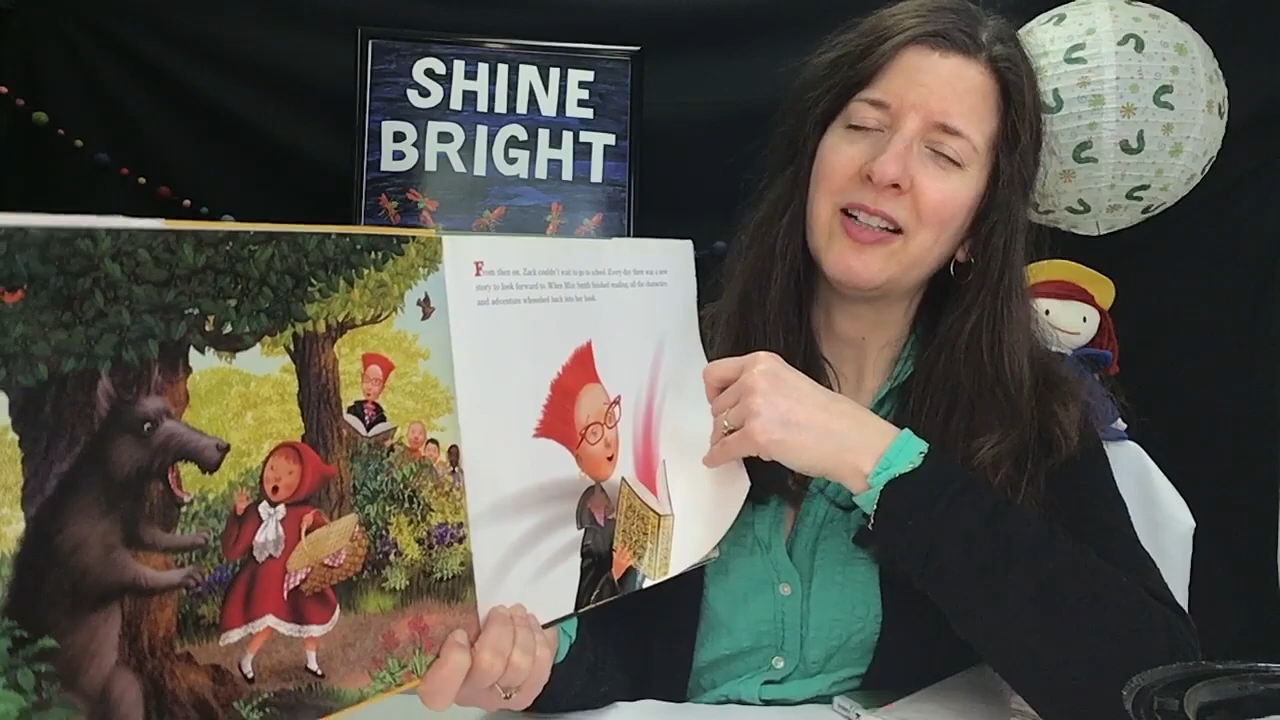 SHINE
BRIGHT
From then on, Zack couldn't wait to go to school. Every day there was a new
story to look forward to. When Miss Smith finished reading, all the characters
and adventure whooshed back into her book.